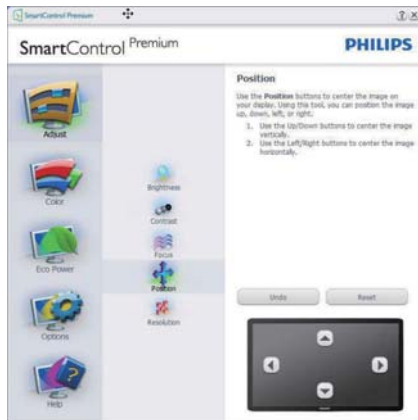 SmartControl Premium
SmartControl Premium
PHILIPS
Adjust
Color
Eco Power
Options
Help
Brightness
Contrast
Focus
Position
Resolution
Position
Use the Position buttons to center the image on
your display. Using this tool, you can position the image
up, down, left, or right.
1. Use the Up/Down buttons to center the image
vertically.
2. Use the Left/Right buttons to center the image
horizontally.
Undo
Reset